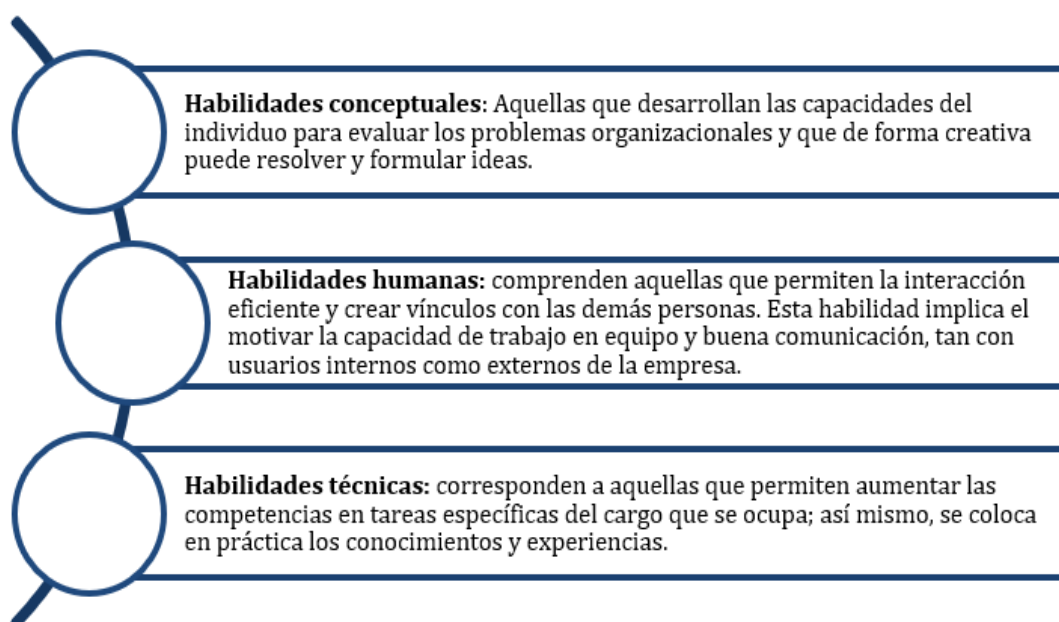 Habilidades conceptuales: Aquellas que desarrollan las capacidades del
individuo para evaluar los problemas organizacionales y que de forma creativa
puede resolver y formular ideas.
Habilidades humanas: comprenden aquellas que permiten la interacción
eficiente y crear vínculos con las demás personas. Esta habilidad implica el
motivar la capacidad de trabajo en equipo y buena comunicación, tan con
usuarios internos como externos de la empresa.
Habilidades técnicas: corresponden a aquellas que permiten aumentar las
competencias en tareas específicas del cargo que se ocupa; así mismo, se coloca
en práctica los conocimientos y experiencias.